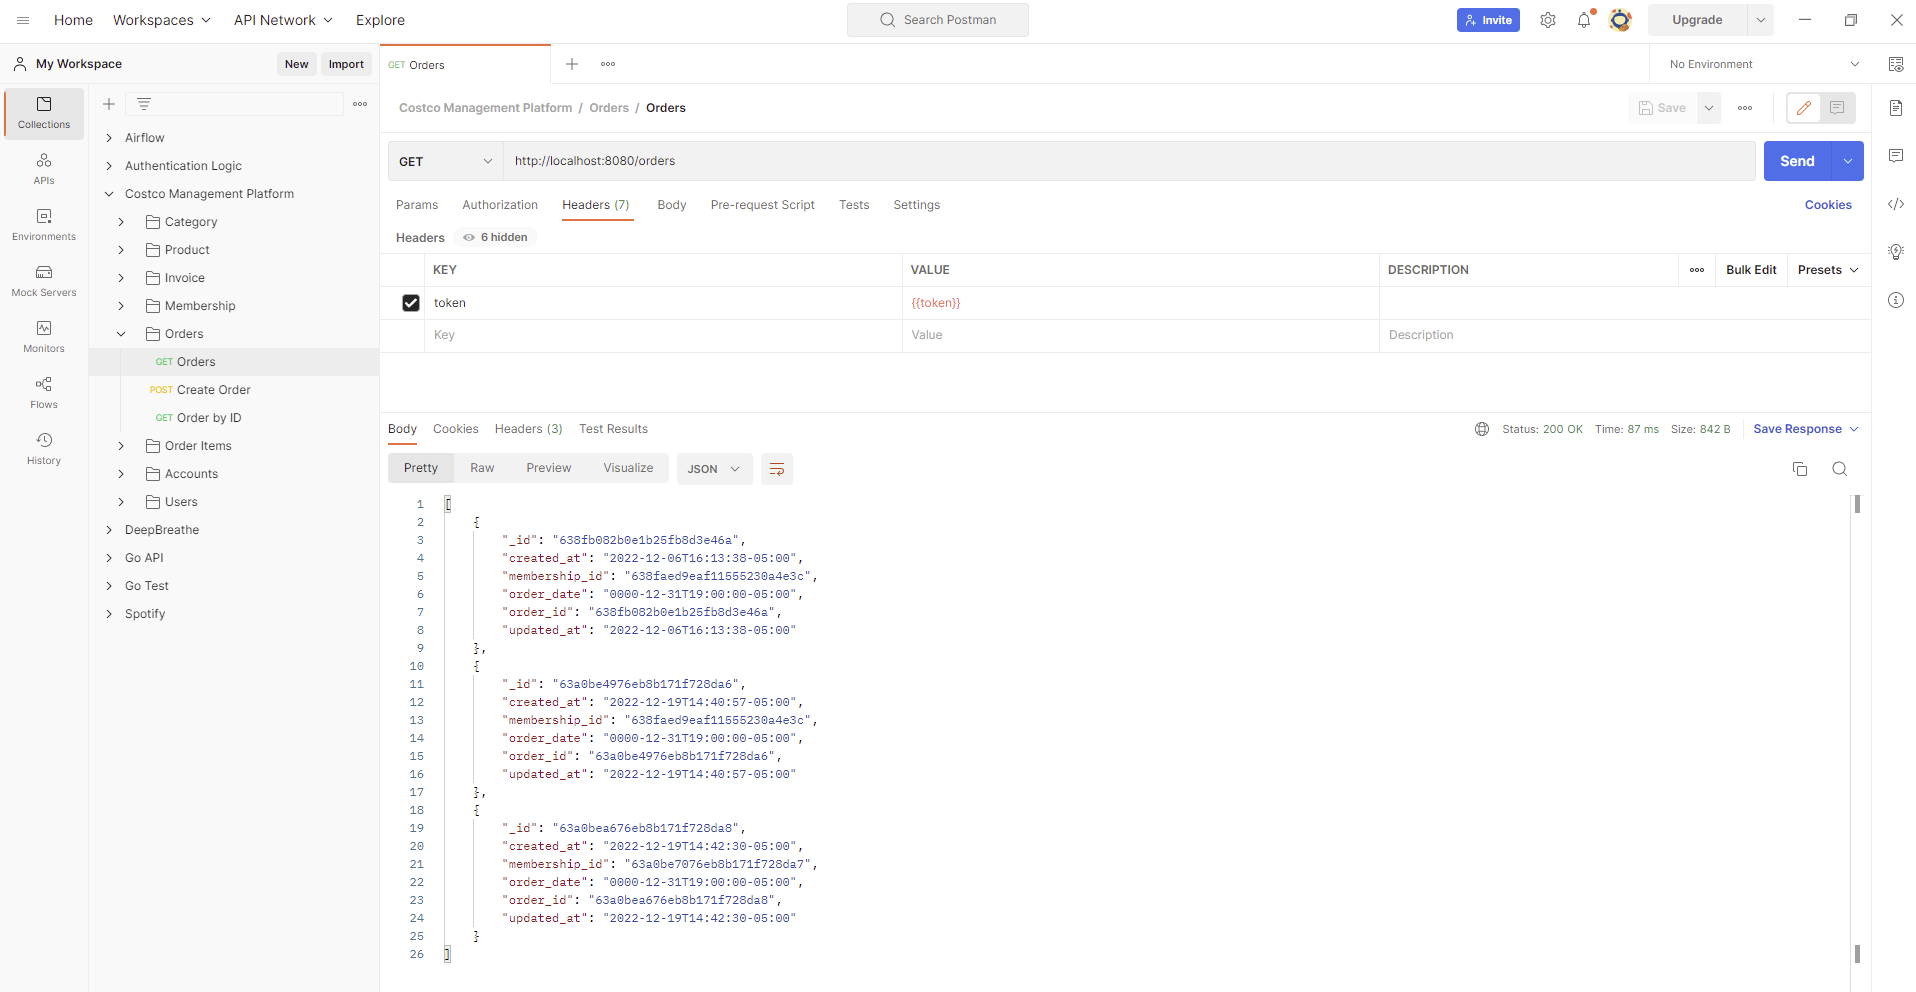 Home Workspaces API Network Explore Search Postman Invite Upgrade
My Workspace New Import
GET Orders
No Environment
Collections
APIs
Environments
Mock Servers
Monitors
Flows
History
Airflow
Authentication Logic
Costco Management Platform
Category
Product
Invoice
Membership
Orders
GET Orders
POST Create Order
GET Order by ID
Order Items
Accounts
Users
DeepBreathe
Go API
Go Test
Spotify
Costco Management Platform / Orders / Orders Save
GET http://localhost:8080/orders Send
Params Authorization Headers (7) Body Pre-request Script Tests Settings Cookies
Headers 6 hidden
KEY VALUE DESCRIPTION Bulk Edit Presets
token {{token}}
Key Value Description
Body Cookies Headers (3) Test Results Status: 200 OK Time: 87 ms Size: 842 B Save Response
Pretty Raw Preview Visualize JSON
1 [
2 {
3 "_id": "638fb082b0e1b25fb8d3e46a",
4 "created_at": "2022-12-06T16:13:38-05:00",
5 "membership_id": "638faed9eaf11555230a4e3c",
6 "order_date": "0000-12-31T19:00:00-05:00",
7 "order_id": "638fb082b0e1b25fb8d3e46a",
8 "updated_at": "2022-12-06T16:13:38-05:00"
9 },
10 {
11 "_id": "63a0be4976eb8b171f728da6",
12 "created_at": "2022-12-19T14:40:57-05:00",
13 "membership_id": "638faed9eaf11555230a4e3c",
14 "order_date": "0000-12-31T19:00:00-05:00",
15 "order_id": "63a0be4976eb8b171f728da6",
16 "updated_at": "2022-12-19T14:40:57-05:00"
17 },
18 {
19 "_id": "63a0bea676eb8b171f728da8",
20 "created_at": "2022-12-19T14:42:30-05:00",
21 "membership_id": "63a0be7076eb8b171f728da7",
22 "order_date": "0000-12-31T19:00:00-05:00",
23 "order_id": "63a0bea676eb8b171f728da8",
24 "updated_at": "2022-12-19T14:42:30-05:00"
25 }
26 ]